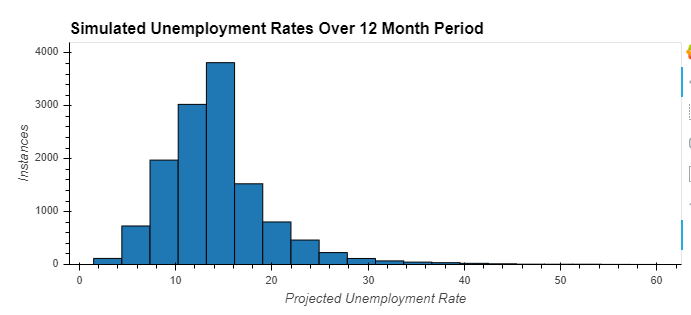 Simulated Unemployment Rates Over 12 Month Period
Instances
4000
3000
2000
1000
0
0 10 20 30 40 50 60
Projected Unemployment Rate